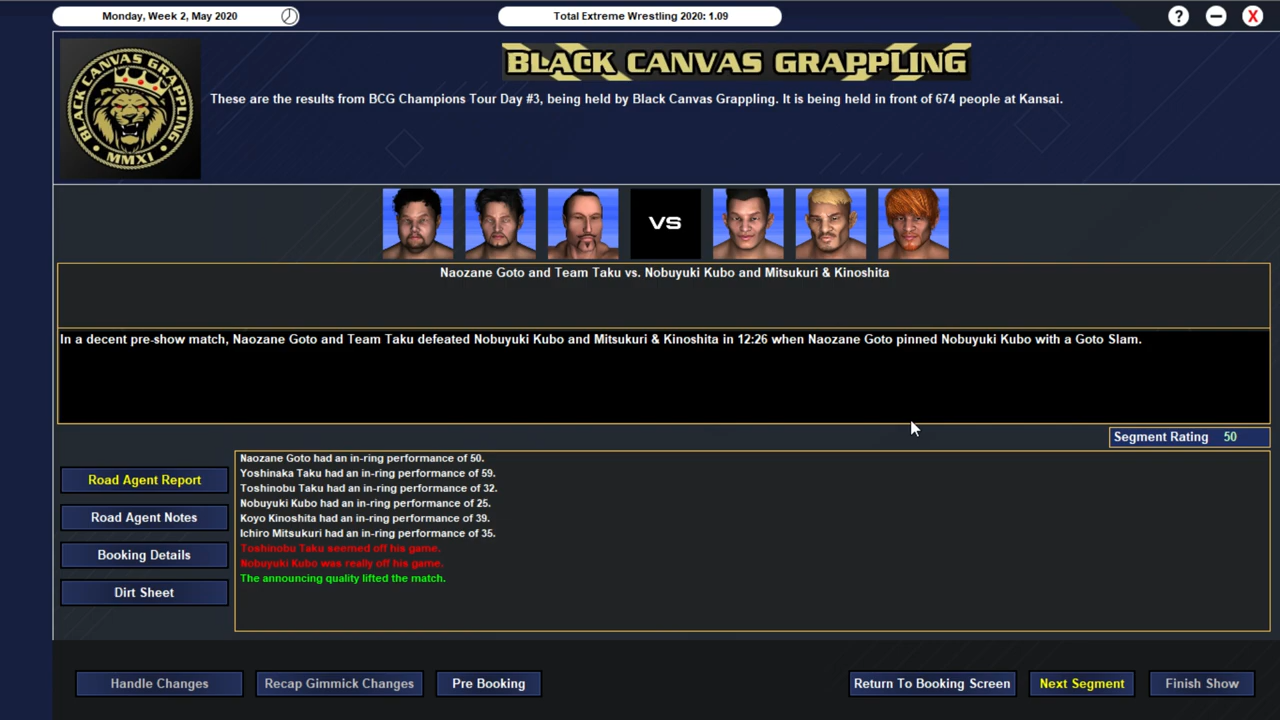 Monday, Week 2, May 2020
Total Extreme Wrestling 2020: 1.09
?
X
BLACK CANVAS GRAPPLING
BLACK CANVAS GRAPPLING
MMXI
These are the results from BCG Champions Tour Day #3, being held by Black Canvas Grappling. It is being held in front of 674 people at Kansai.
VS
Naozane Goto and Team Taku vs. Nobuyuki Kubo and Mitsukuri & Kinoshita
In a decent pre-show match, Naozane Goto and Team Taku defeated Nobuyuki Kubo and Mitsukuri & Kinoshita in 12:26 when Naozane Goto pinned Nobuyuki Kubo with a Goto Slam.
Segment Rating 50
Road Agent Report
Road Agent Notes
Booking Details
Dirt Sheet
Naozane Goto had an in-ring performance of 50.
Yoshinaka Taku had an in-ring performance of 59.
Toshinobu Taku had an in-ring performance of 32.
Nobuyuki Kubo had an in-ring performance of 25.
Koyo Kinoshita had an in-ring performance of 39.
Ichiro Mitsukuri had an in-ring performance of 35.
Toshinobu Taku seemed off his game.
Nobuyuki Kubo was really off his game.
The announcing quality lifted the match.
Handle Changes
Recap Gimmick Changes
Pre Booking
Return To Booking Screen
Next Segment
Finish Show